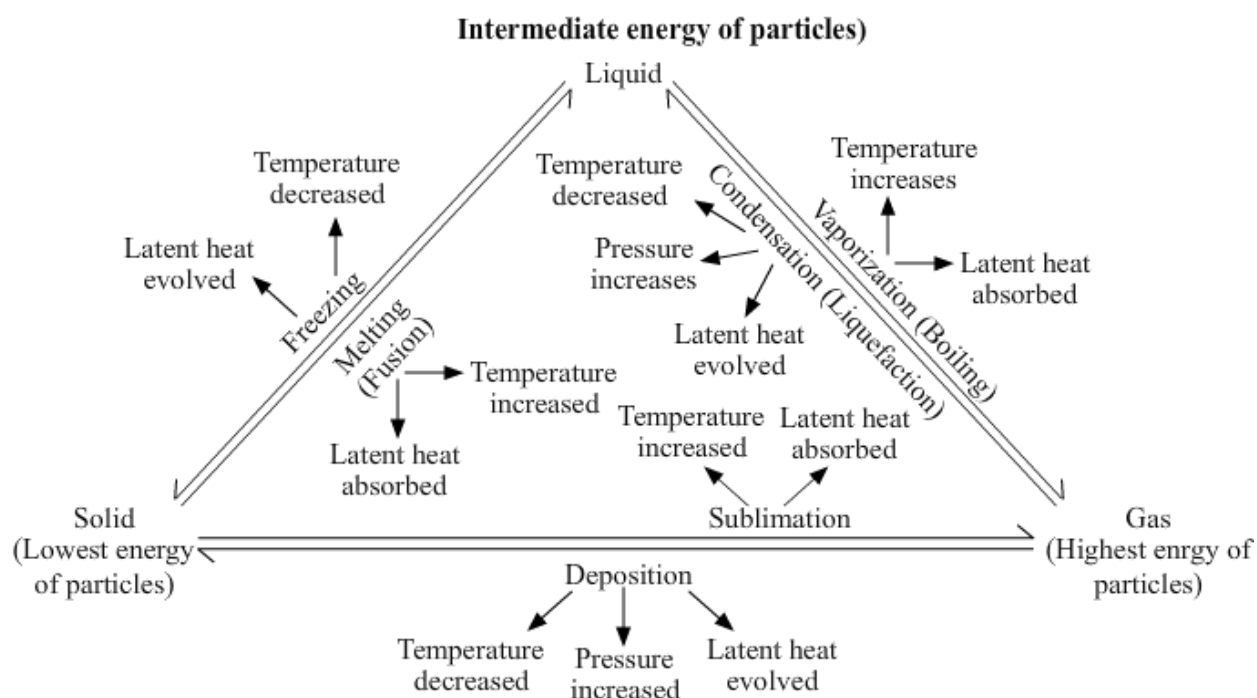 Intermediate energy of particles)
Liquid
Temperature
decreased
Latent heat
evolved
Freezing
Melting
(Fusion)
Temperature
increased
Latent heat
absorbed
Temperature
decreased
Pressure
increases
Latent heat
evolved
Condensation (Liquefaction)
Vaporization (Boiling)
Temperature
increases
Latent heat
absorbed
Temperature
increased
Latent heat
absorbed
Sublimation
Solid
(Lowest energy
of particles)
Gas
(Highest enrgy of
particles)
Deposition
Temperature
decreased
Pressure
increased
Latent heat
evolved